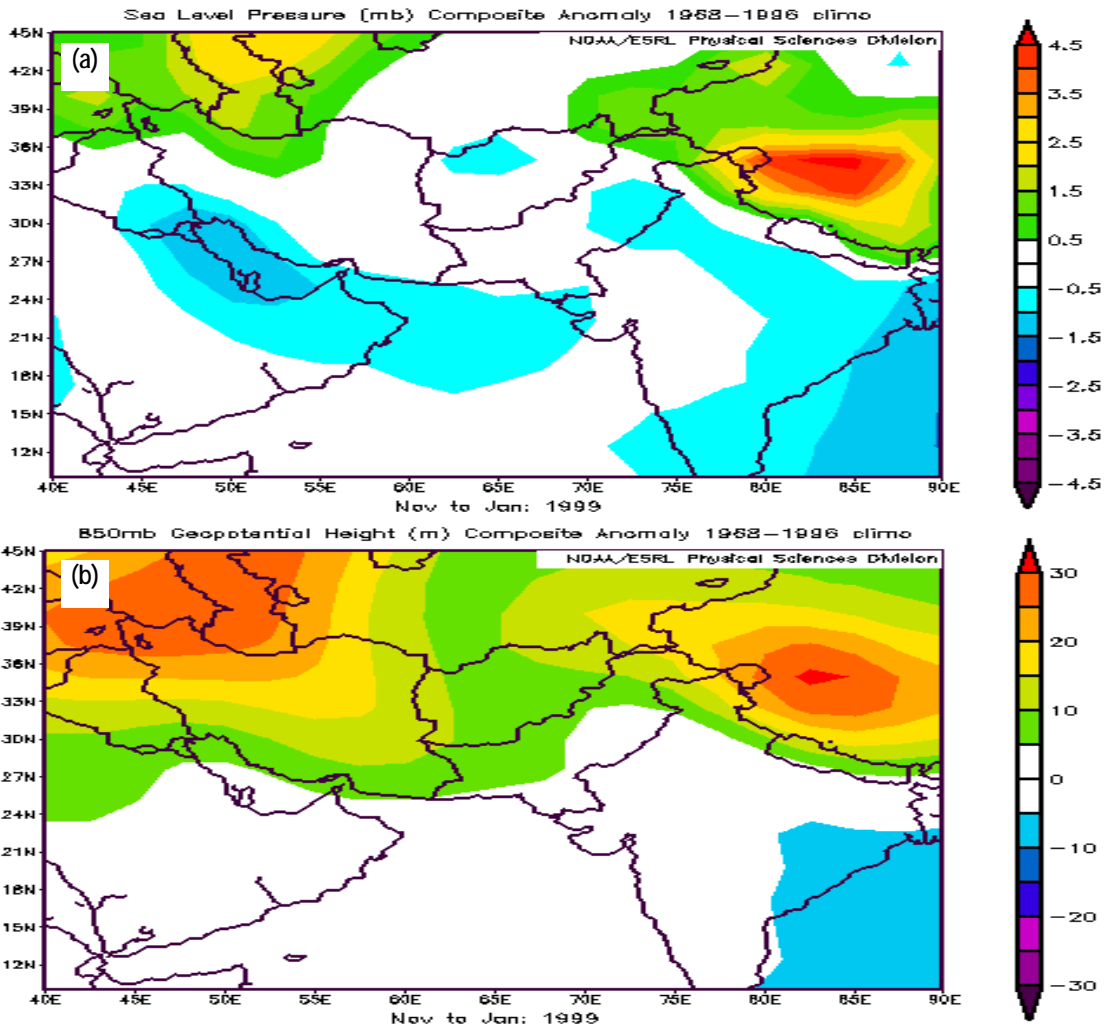 Sea Level Pressure (mb) Composite Anomaly 1968-1996 climo
(a)
NOAA/ESRL Physical Sciences Division
45N
42N
39N
36N
33N
30N
27N
24N
21N
18N
15N
12N
40E 45E 50E 55E 60E 65E 70E 75E 80E 85E 90E
Nov to Jan: 1999
4.5
3.5
2.5
1.5
0.5
-0.5
-1.5
-2.5
-3.5
-4.5
850mb Geopotential Height (m) Composite Anomaly 1968-1996 climo
(b)
NOAA/ESRL Physical Sciences Division
45N
42N
39N
36N
33N
30N
27N
24N
21N
18N
15N
12N
40E 45E 50E 55E 60E 65E 70E 75E 80E 85E 90E
Nov to Jan: 1999
30
20
10
0
-10
-20
-30